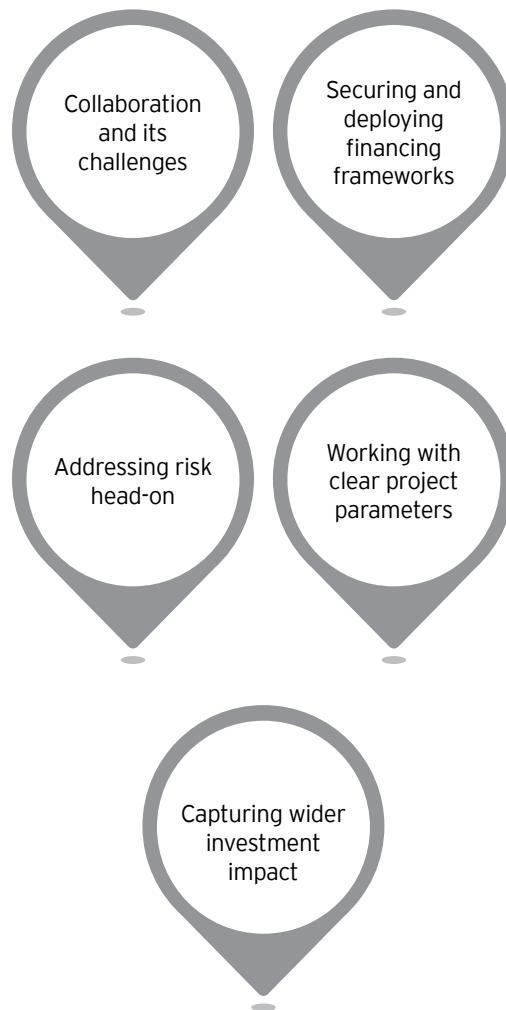 Collaboration
and its
challenges
Securing and
deploying
financing
frameworks
Addressing risk
head-on
Working with
clear project
parameters
Capturing wider
investment
impact